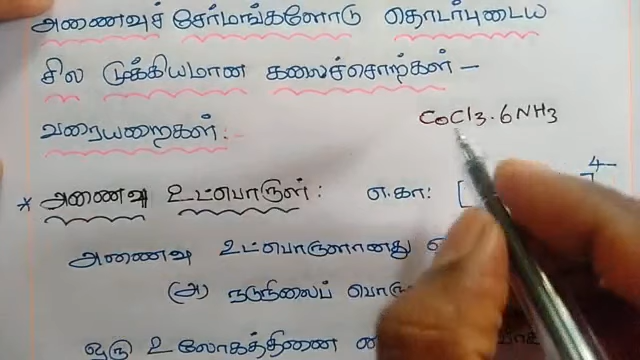 அணைவுச் சேர்மங்களோடு தொடர்புடைய
சில முக்கியமான கலைச்சொற்கள் –
CoCl3.6NH3
வரையறைகள் :-
* அணைவு உட்பொருள் : எ.கா: [ ]4-
அணைவு உட்பொருளானது
(அ) நடுநிலைப்
ஒரு உலோகத்தினை